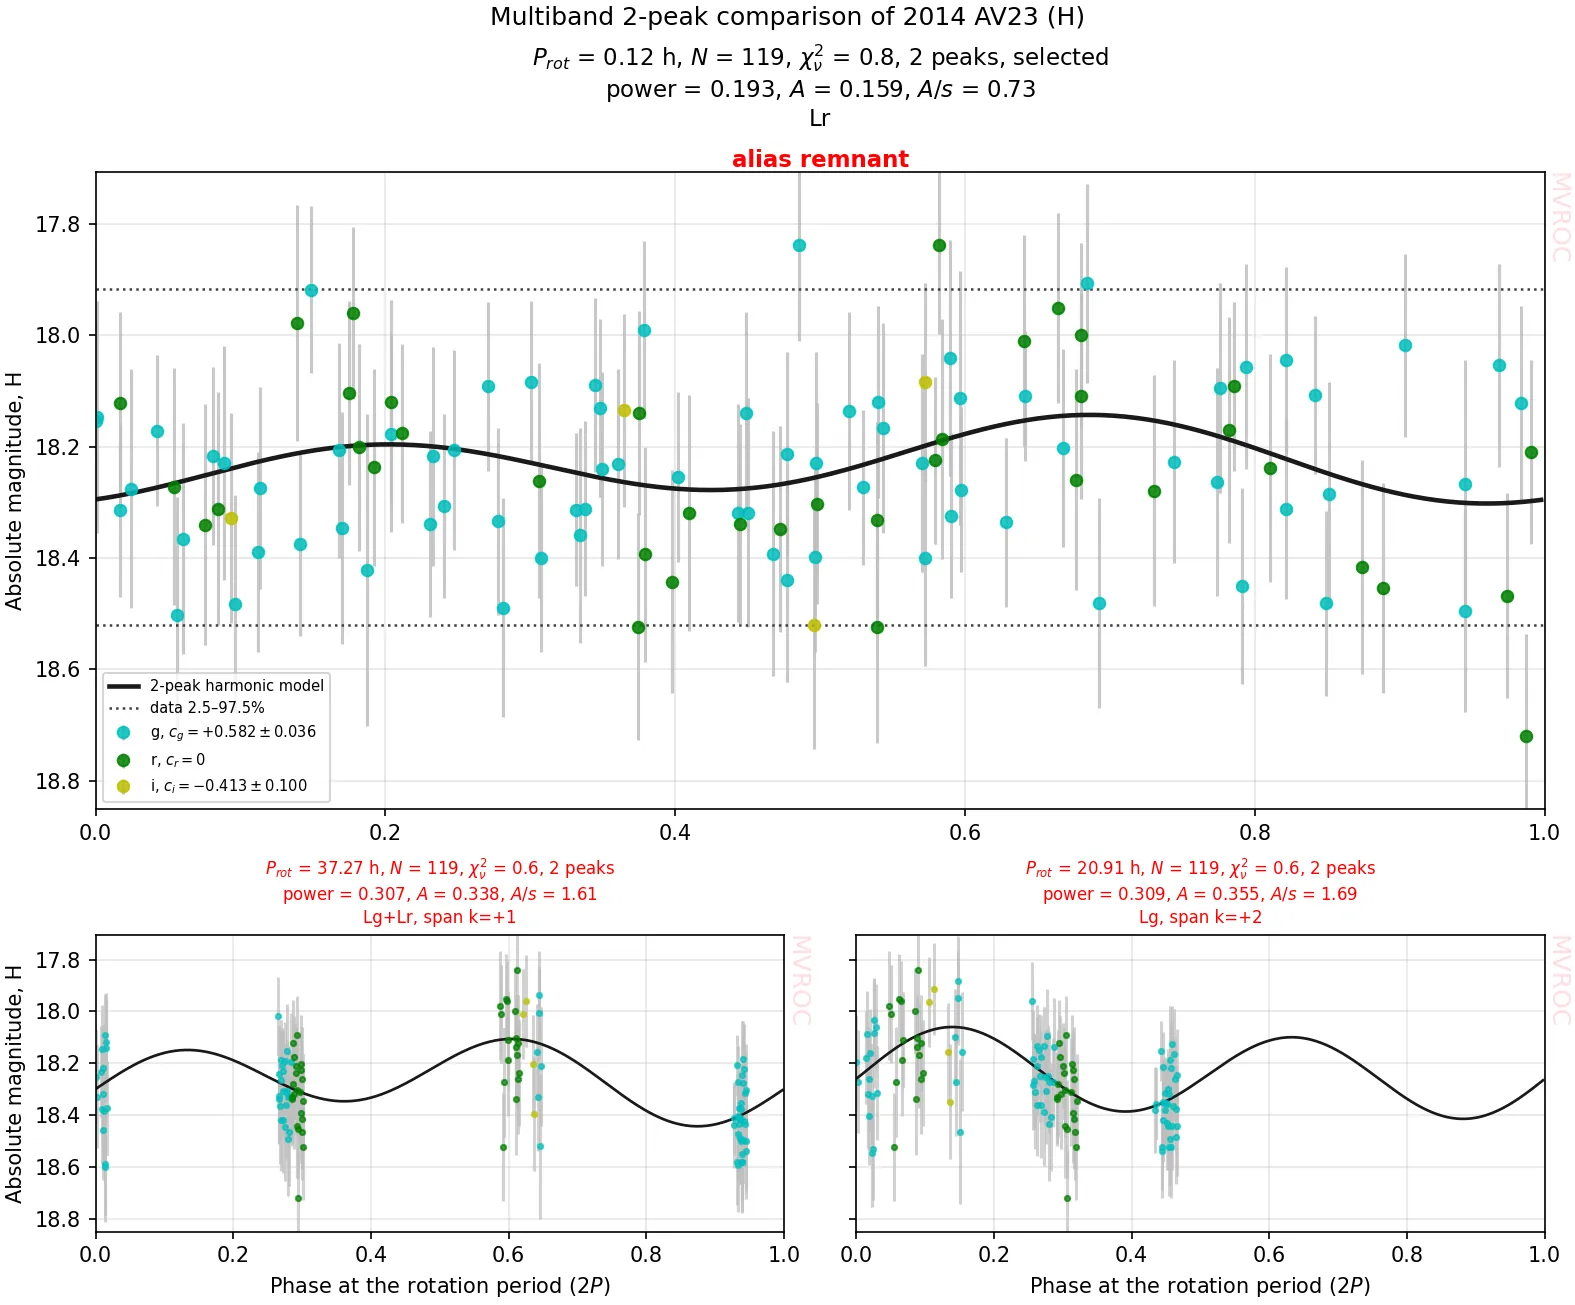 Multiband 2-peak comparison of 2014 AV23 (H)
P_rot = 0.12 h, N = 119, χ²_ν = 0.8, 2 peaks, selected
power = 0.193, A = 0.159, A/s = 0.73
Lr
alias remnant
MVROC
Absolute magnitude, H
17.8
18.0
18.2
18.4
18.6
18.8
2-peak harmonic model
data 2.5–97.5%
g, c_g = +0.582 ± 0.036
r, c_r = 0
i, c_i = −0.413 ± 0.100
0.0 0.2 0.4 0.6 0.8 1.0
P_rot = 37.27 h, N = 119, χ²_ν = 0.6, 2 peaks
power = 0.307, A = 0.338, A/s = 1.61
Lg+Lr, span k=+1
MVROC
Absolute magnitude, H
17.8
18.0
18.2
18.4
18.6
18.8
0.0 0.2 0.4 0.6 0.8 1.0
Phase at the rotation period (2P)
P_rot = 20.91 h, N = 119, χ²_ν = 0.6, 2 peaks
power = 0.309, A = 0.355, A/s = 1.69
Lg, span k=+2
MVROC
0.0 0.2 0.4 0.6 0.8 1.0
Phase at the rotation period (2P)